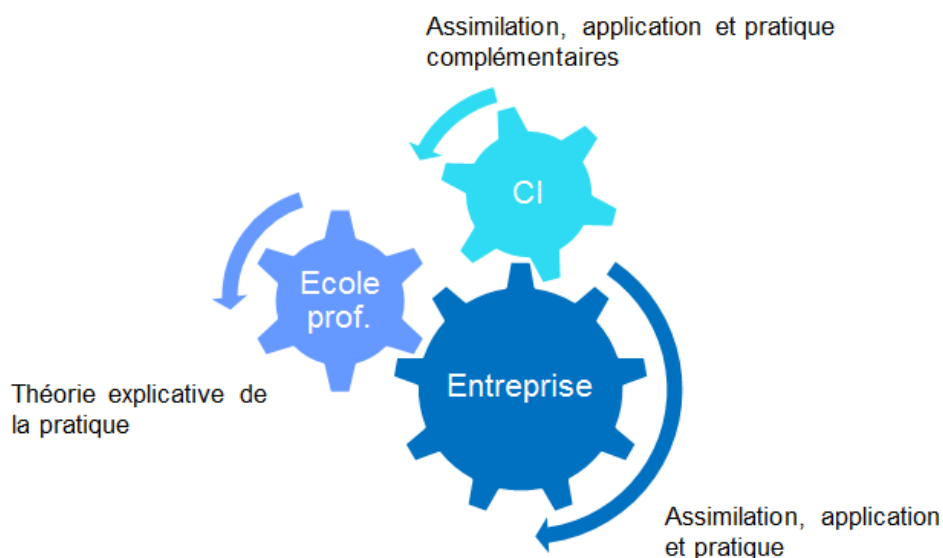 Assimilation, application et pratique
complémentaires
CI
Ecole
prof.
Entreprise
Théorie explicative de
la pratique
Assimilation, application
et pratique